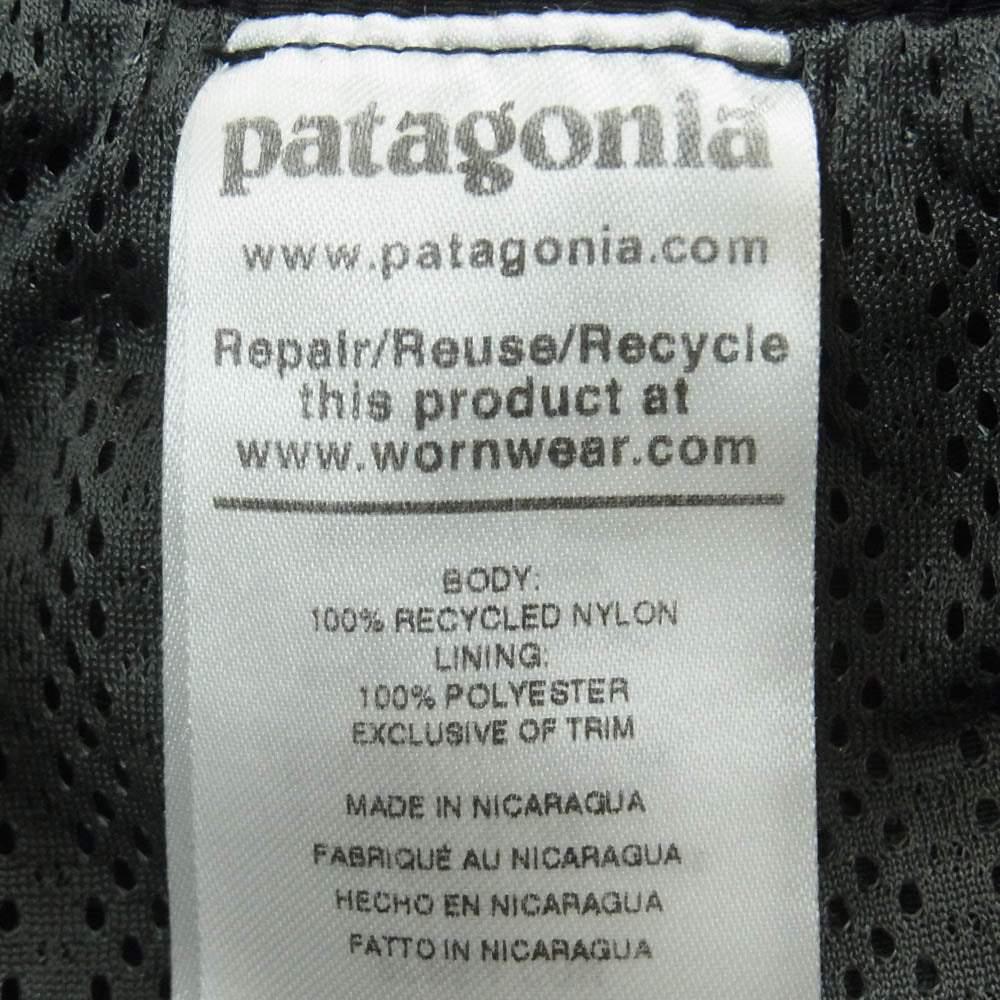 patagonia®
www.patagonia.com
Repair/Reuse/Recycle
this product at
www.wornwear.com
BODY:
100% RECYCLED NYLON
LINING:
100% POLYESTER
EXCLUSIVE OF TRIM
MADE IN NICARAGUA
FABRIQUÉ AU NICARAGUA
HECHO EN NICARAGUA
FATTO IN NICARAGUA